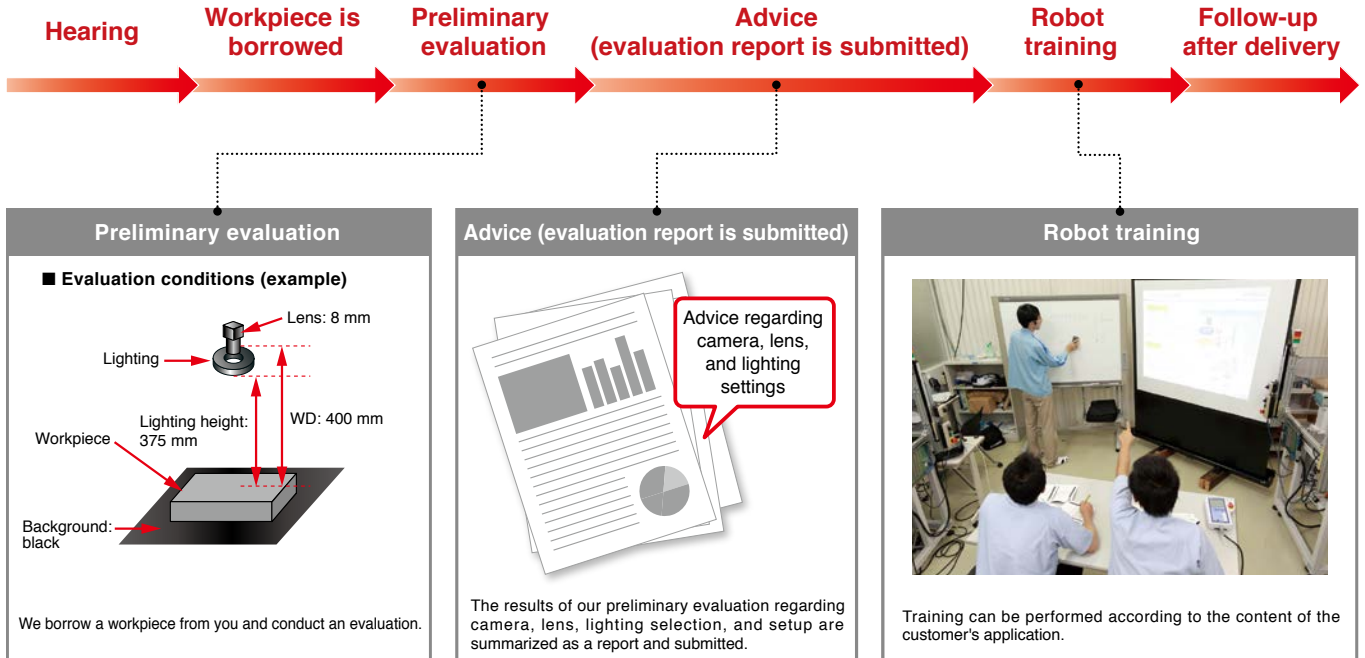 Hearing
Workpiece is
borrowed
Preliminary
evaluation
Advice
(evaluation report is submitted)
Robot
training
Follow-up
after delivery
Preliminary evaluation
■ Evaluation conditions (example)
Lens: 8 mm
Lighting
Lighting height:
375 mm
WD: 400 mm
Workpiece
Background:
black
We borrow a workpiece from you and conduct an evaluation.
Advice (evaluation report is submitted)
Advice regarding
camera, lens,
and lighting
settings
The results of our preliminary evaluation regarding
camera, lens, lighting selection, and setup are
summarized as a report and submitted.
Robot training
Training can be performed according to the content of the
customer's application.